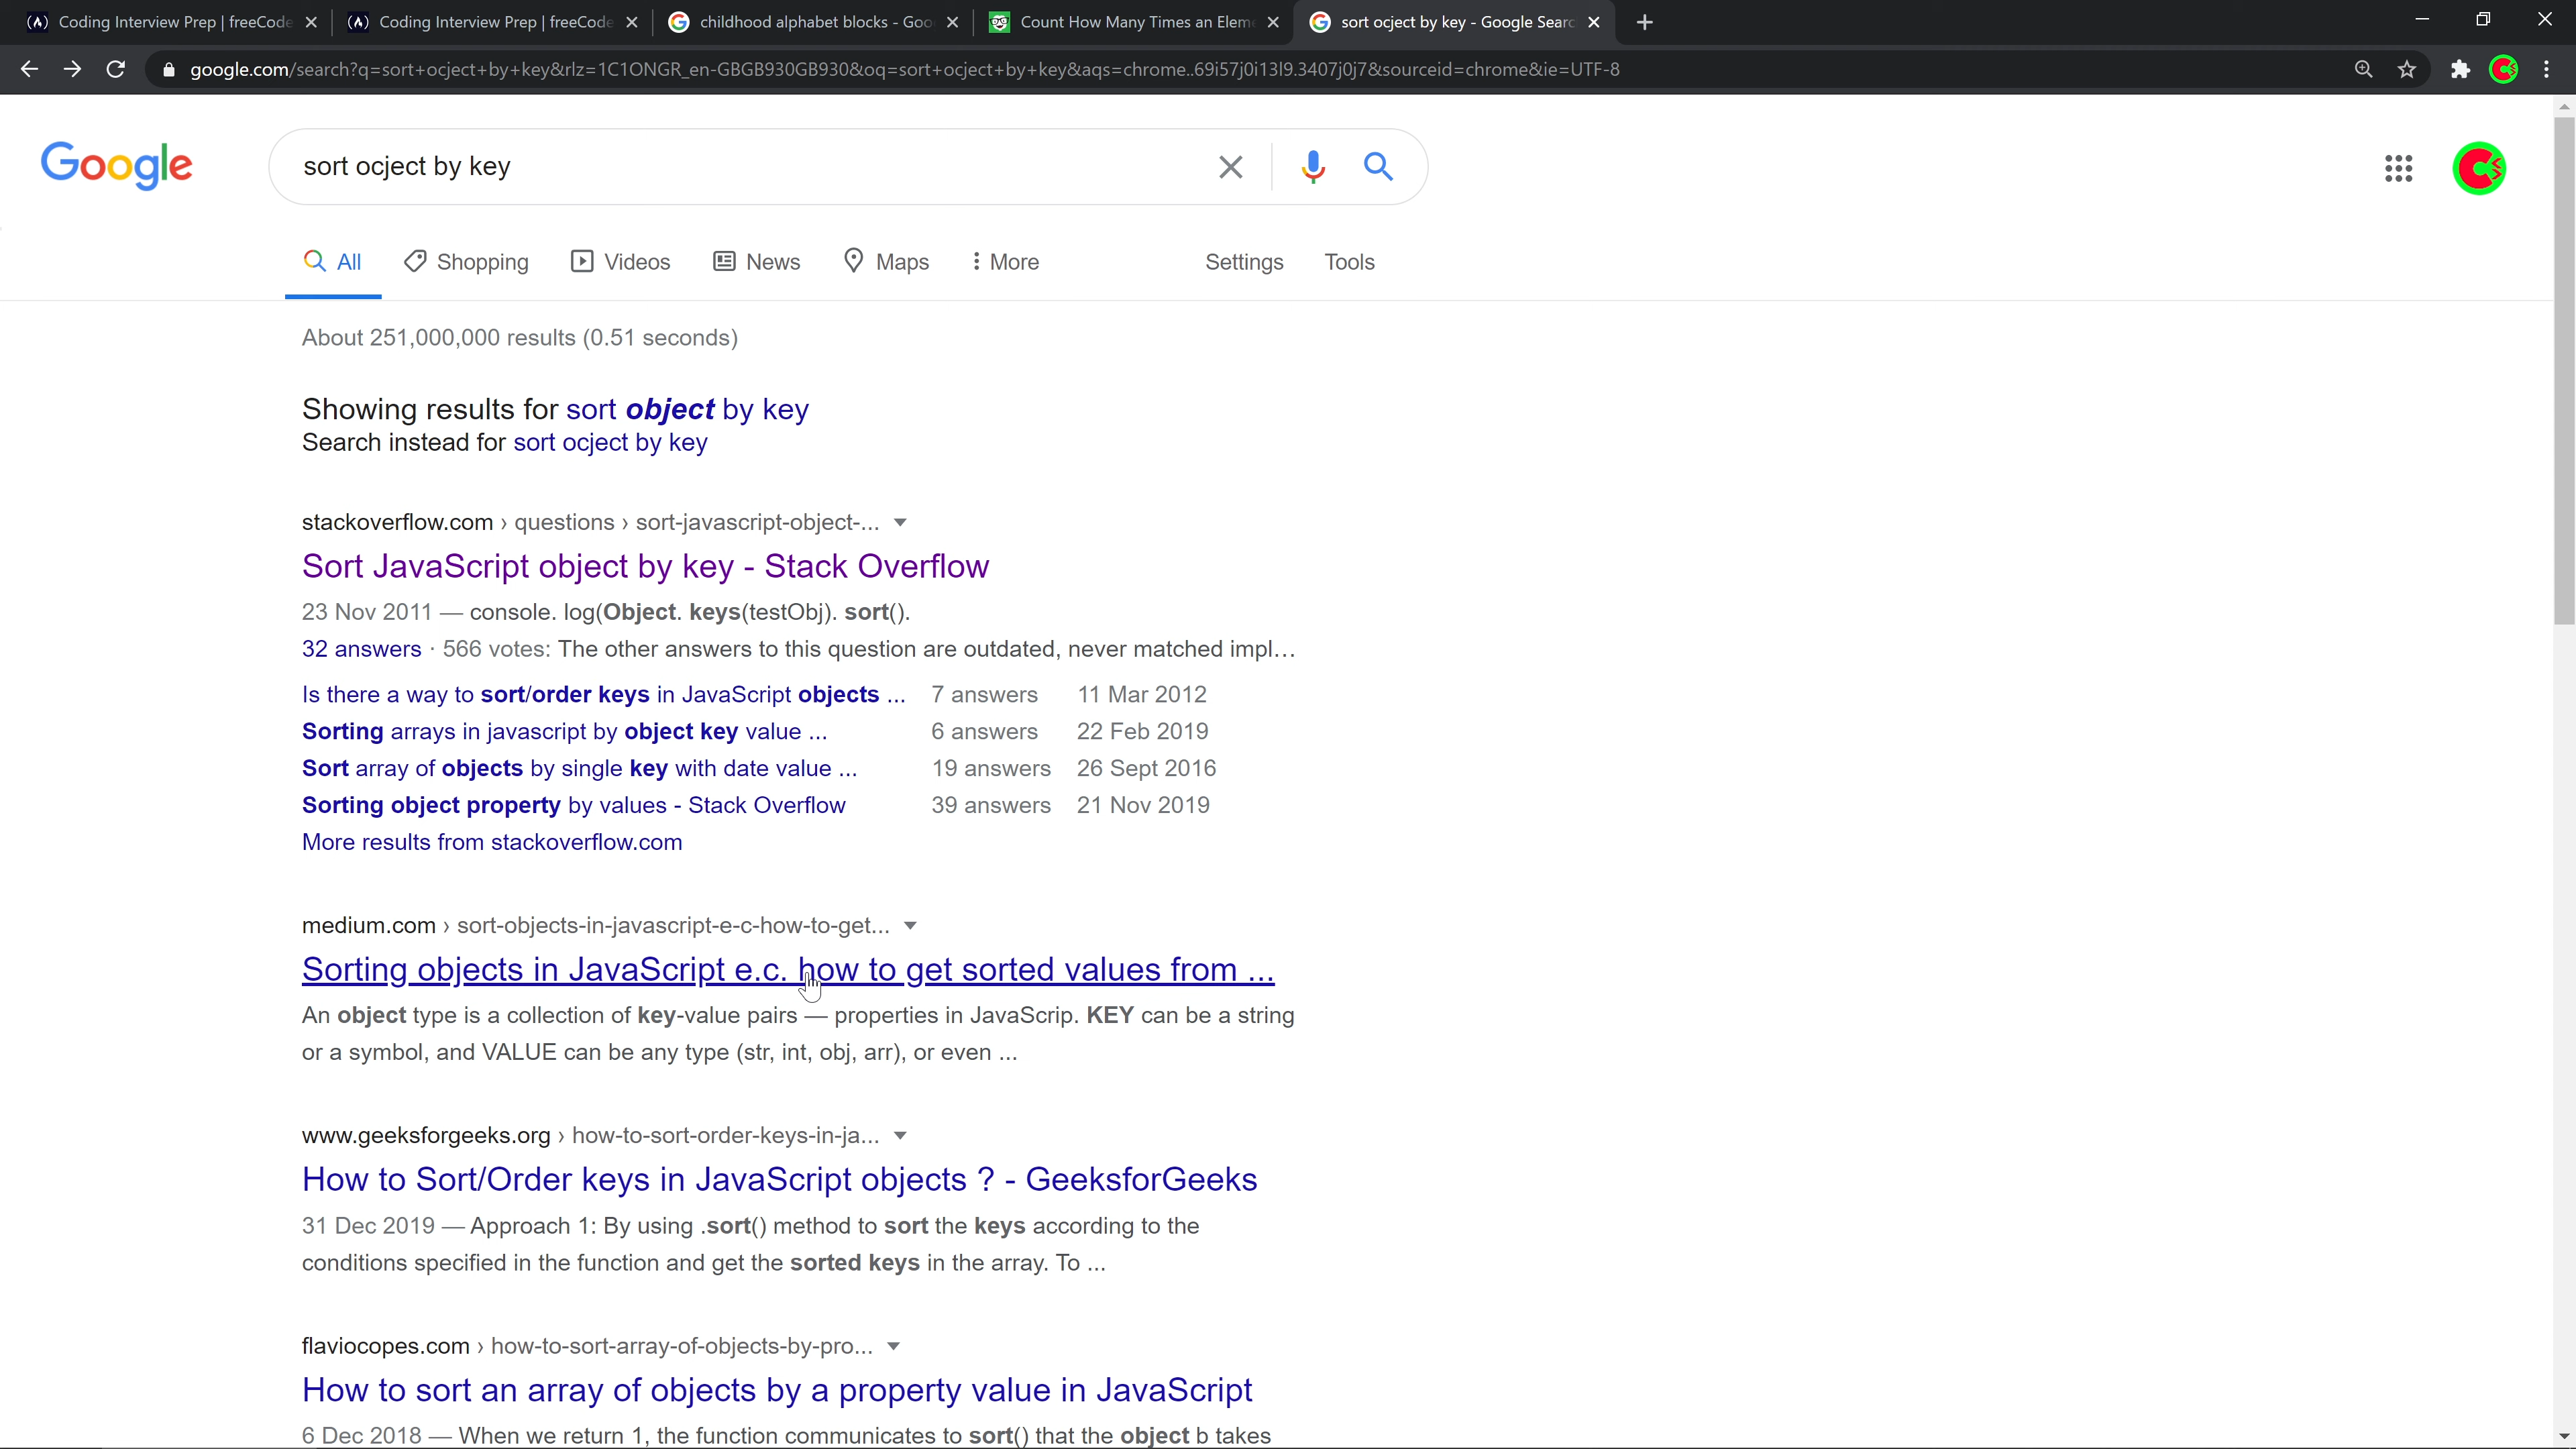 Coding Interview Prep | freeCode
Coding Interview Prep | freeCode
childhood alphabet blocks - Goo
Count How Many Times an Elem
sort ocject by key - Google Searc
google.com/search?q=sort+ocject+by+key&rlz=1C1ONGR_en-GBGB930GB930&oq=sort+ocject+by+key&aqs=chrome..69i57j0i13l9.3407j0j7&sourceid=chrome&ie=UTF-8
Google
sort ocject by key
All
Shopping
Videos
News
Maps
More
Settings
Tools
About 251,000,000 results (0.51 seconds)
Showing results for sort object by key
Search instead for sort ocject by key
stackoverflow.com › questions › sort-javascript-object-...
Sort JavaScript object by key - Stack Overflow
23 Nov 2011 — console. log(Object. keys(testObj). sort().
32 answers · 566 votes: The other answers to this question are outdated, never matched impl...
Is there a way to sort/order keys in JavaScript objects ... 7 answers 11 Mar 2012
Sorting arrays in javascript by object key value ... 6 answers 22 Feb 2019
Sort array of objects by single key with date value ... 19 answers 26 Sept 2016
Sorting object property by values - Stack Overflow 39 answers 21 Nov 2019
More results from stackoverflow.com
medium.com › sort-objects-in-javascript-e-c-how-to-get...
Sorting objects in JavaScript e.c. how to get sorted values from ...
An object type is a collection of key-value pairs — properties in JavaScrip. KEY can be a string
or a symbol, and VALUE can be any type (str, int, obj, arr), or even ...
www.geeksforgeeks.org › how-to-sort-order-keys-in-ja...
How to Sort/Order keys in JavaScript objects ? - GeeksforGeeks
31 Dec 2019 — Approach 1: By using .sort() method to sort the keys according to the
conditions specified in the function and get the sorted keys in the array. To ...
flaviocopes.com › how-to-sort-array-of-objects-by-pro...
How to sort an array of objects by a property value in JavaScript
6 Dec 2018 — When we return 1, the function communicates to sort() that the object b takes